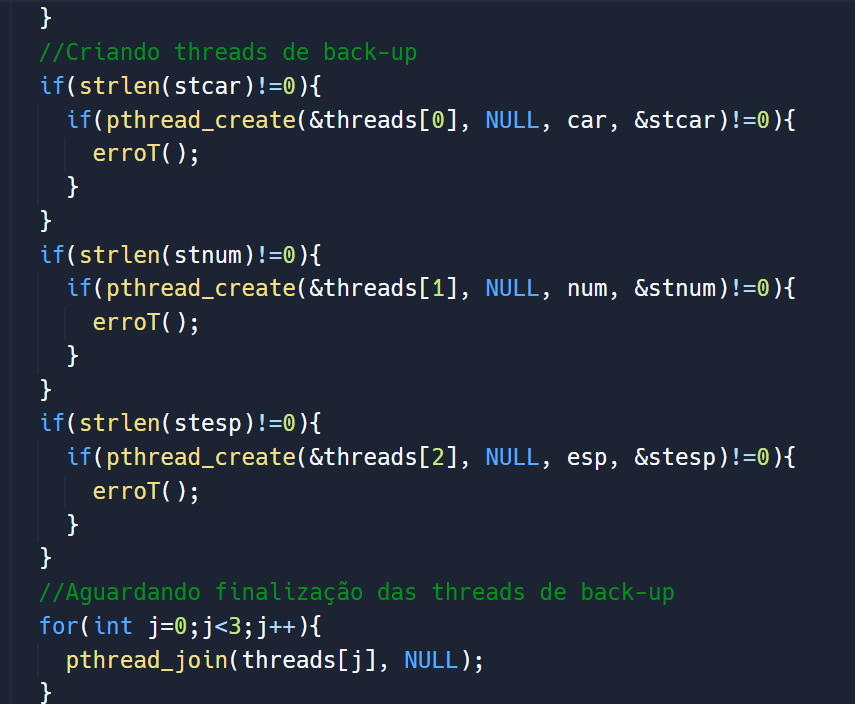 }
//Criando threads de back-up
if(strlen(stcar)!=0){
if(pthread_create(&threads[0], NULL, car, &stcar)!=0){
erroT();
}
}
if(strlen(stnum)!=0){
if(pthread_create(&threads[1], NULL, num, &stnum)!=0){
erroT();
}
}
if(strlen(stesp)!=0){
if(pthread_create(&threads[2], NULL, esp, &stesp)!=0){
erroT();
}
}
//Aguardando finalização das threads de back-up
for(int j=0;j<3;j++){
pthread_join(threads[j], NULL);
}